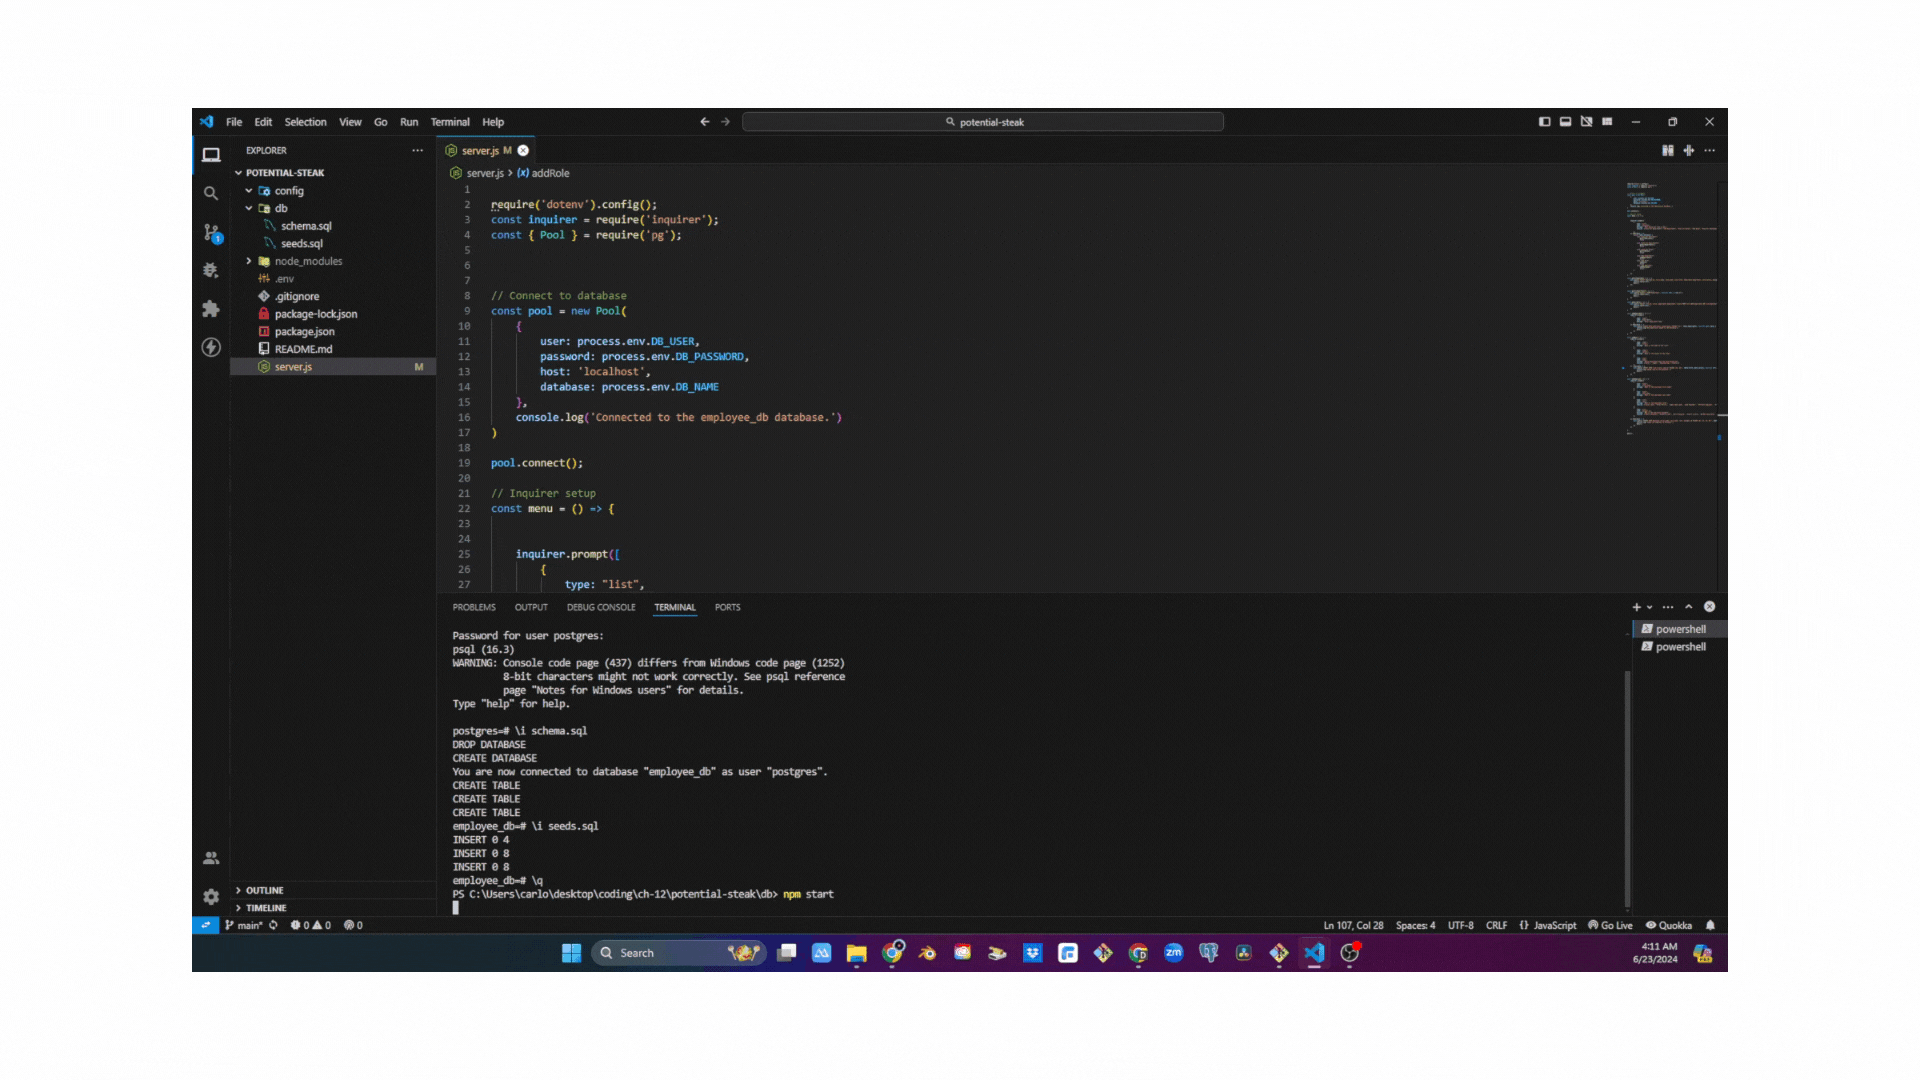 File Edit Selection View Go Run Terminal Help
potential-steak
EXPLORER
POTENTIAL-STEAK
config
db
schema.sql
seeds.sql
node_modules
.env
.gitignore
package-lock.json
package.json
README.md
server.js M
OUTLINE
TIMELINE
server.js M
server.js > addRole
1
2 require('dotenv').config();
3 const inquirer = require('inquirer');
4 const { Pool } = require('pg');
5
6
7
8 // Connect to database
9 const pool = new Pool(
10 {
11 user: process.env.DB_USER,
12 password: process.env.DB_PASSWORD,
13 host: 'localhost',
14 database: process.env.DB_NAME
15 },
16 console.log('Connected to the employee_db database.')
17 )
18
19 pool.connect();
20
21 // Inquirer setup
22 const menu = () => {
23
24
25 inquirer.prompt([
26 {
27 type: "list",
PROBLEMS OUTPUT DEBUG CONSOLE TERMINAL PORTS
powershell
powershell
Password for user postgres:
psql (16.3)
WARNING: Console code page (437) differs from Windows code page (1252)
8-bit characters might not work correctly. See psql reference
page "Notes for Windows users" for details.
Type "help" for help.
postgres=# \i schema.sql
DROP DATABASE
CREATE DATABASE
You are now connected to database "employee_db" as user "postgres".
CREATE TABLE
CREATE TABLE
CREATE TABLE
employee_db=# \i seeds.sql
INSERT 0 4
INSERT 0 8
INSERT 0 8
employee_db=# \q
PS C:\Users\carlo\desktop\coding\ch-12\potential-steak\db> npm start
main* 0 0 0 Ln 107, Col 28 Spaces: 4 UTF-8 CRLF {} JavaScript Go Live Quokka
Search
4:11 AM
6/23/2024